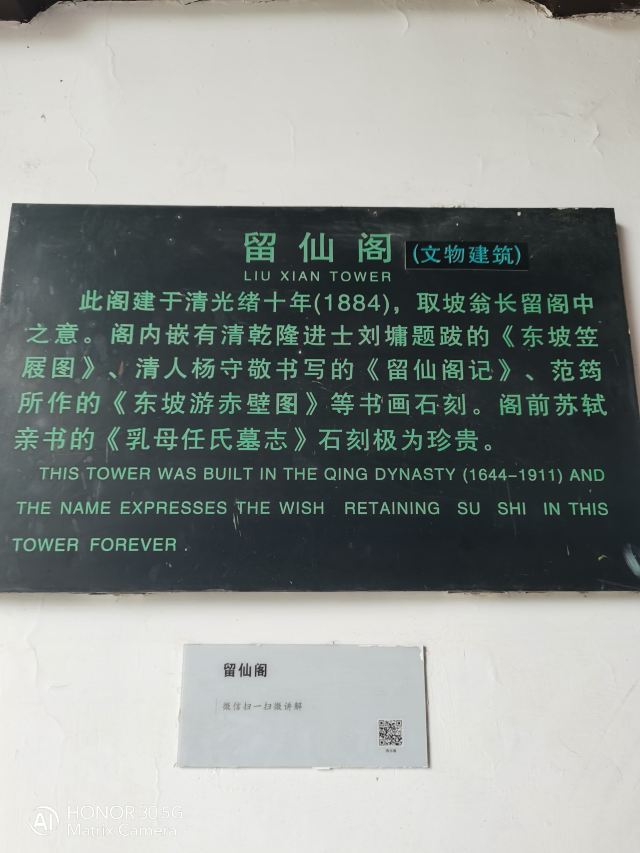 留仙阁 (文物建筑)
LIU XIAN TOWER
此阁建于清光绪十年(1884)，取坡翁长留阁中
之意。阁内嵌有清乾隆进士刘墉题跋的《东坡笠
屐图》、清人杨守敬书写的《留仙阁记》、范筠
所作的《东坡游赤壁图》等书画石刻。阁前苏轼
亲书的《乳母任氏墓志》石刻极为珍贵。
THIS TOWER WAS BUILT IN THE QING DYNASTY (1644-1911) AND
THE NAME EXPRESSES THE WISH RETAINING SU SHI IN THIS
TOWER FOREVER .
留仙阁
微信扫一扫微讲解
HONOR 30 5G
Matrix Camera